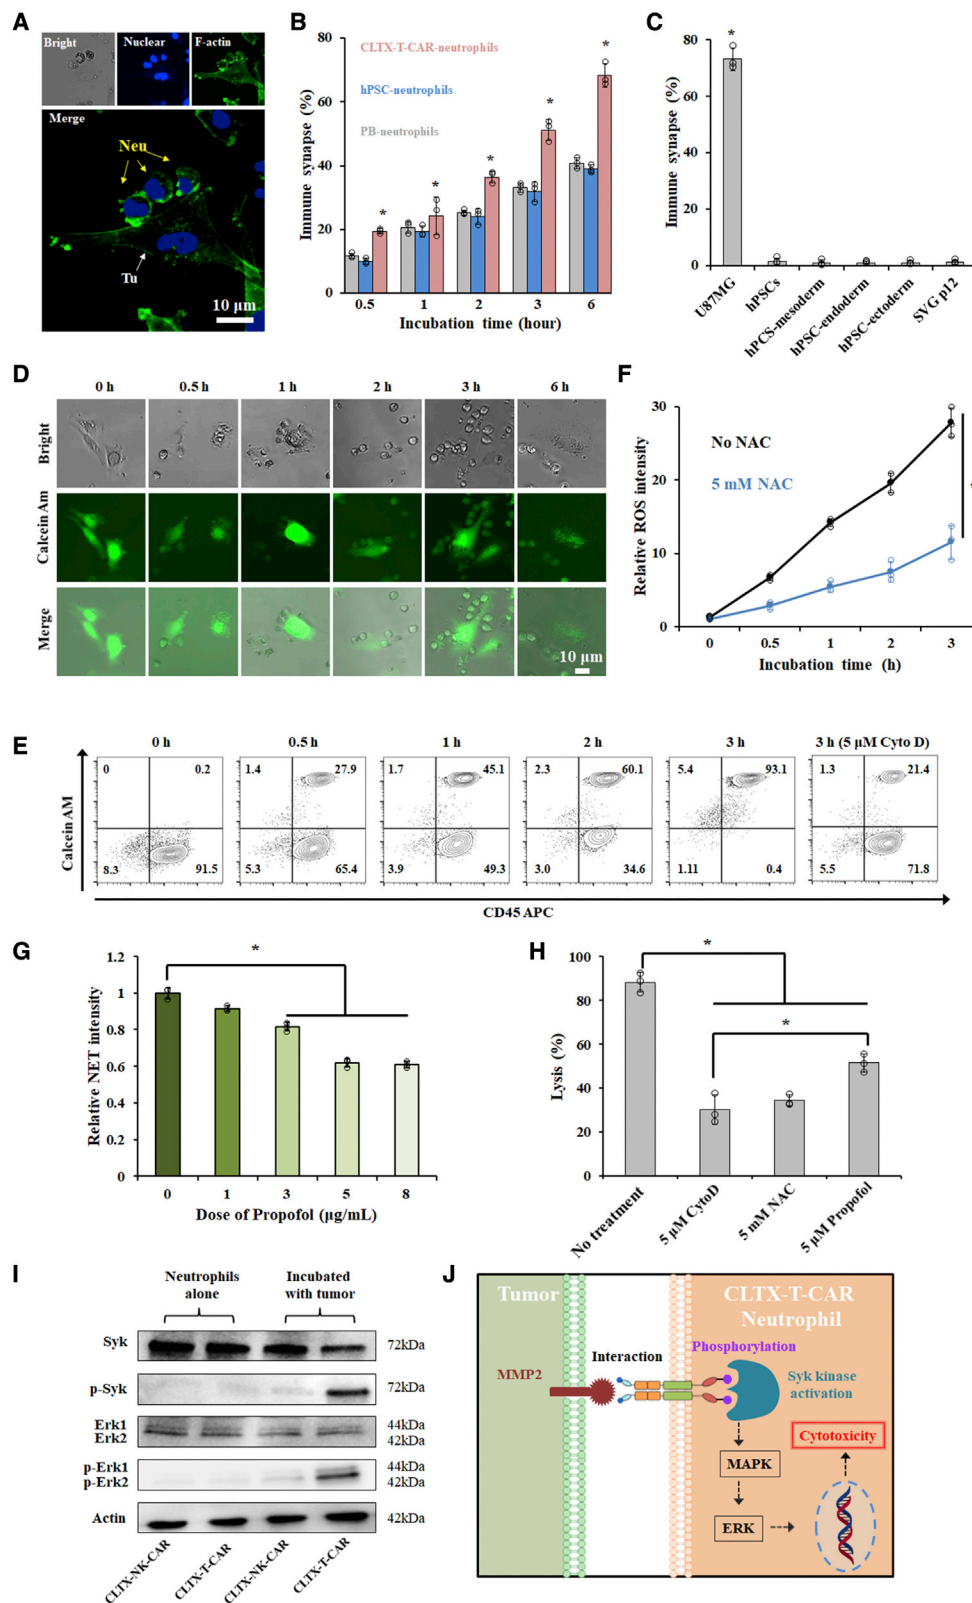 A
Bright
Nuclear
F-actin
Merge
Neu
Tu
10 μm
B
Immune synapse (%)
80
60
40
20
0
CLTX-T-CAR-neutrophils
hPSC-neutrophils
PB-neutrophils
* * * * *
0.5 1 2 3 6
Incubation time (hour)
C
Immune synapse (%)
80
60
40
20
0
*
U87MG
hPSCs
hPCS-mesoderm
hPSC-endoderm
hPSC-ectoderm
SVG p12
D
0 h 0.5 h 1 h 2 h 3 h 6 h
Bright
Calcein Am
Merge
10 μm
F
Relative ROS intensity
30
20
10
0
No NAC
5 mM NAC
0 0.5 1 2 3
Incubation time (h)
E
0 h 0.5 h 1 h 2 h 3 h 3 h (5 μM Cyto D)
Calcein AM
0 0.2 1.4 27.9 1.7 45.1 2.3 60.1 5.4 93.1 1.3 21.4
8.3 91.5 5.3 65.4 3.9 49.3 3.0 34.6 1.11 0.4 5.5 71.8
CD45 APC
G
Relative NET intensity
1.2
1
0.8
0.6
0.4
0.2
0
*
0 1 3 5 8
Dose of Propofol (μg/mL)
H
Lysis (%)
100
80
60
40
20
0
*
*
No treatment
5 μM CytoD
5 mM NAC
5 μM Propofol
I
Neutrophils alone
Incubated with tumor
Syk 72kDa
p-Syk 72kDa
Erk1 44kDa
Erk2 42kDa
p-Erk1 44kDa
p-Erk2 42kDa
Actin 42kDa
CLTX-NK-CAR
CLTX-T-CAR
CLTX-NK-CAR
CLTX-T-CAR
J
Tumor
CLTX-T-CAR
Neutrophil
Phosphorylation
Interaction
MMP2
Syk kinase
activation
Cytotoxicity
MAPK
ERK